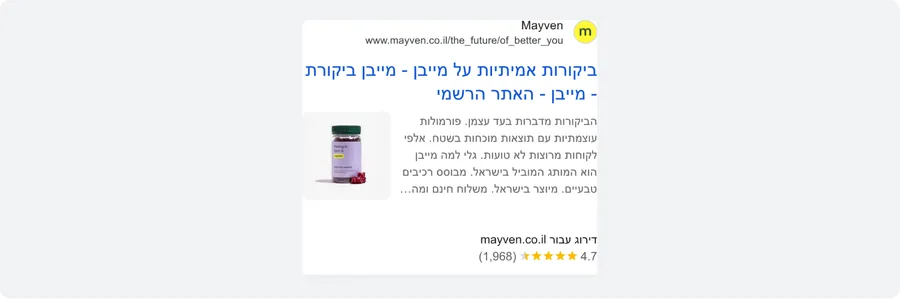 Mayven
www.mayven.co.il/the_future/of_better_you
m
ביקורות אמיתיות על מייבן - מייבן ביקורת
- מייבן - האתר הרשמי
הביקורות מדברות בעד עצמן. פורמולות
עוצמתיות עם תוצאות מוכחות בשטח. אלפי
לקוחות מרוצות לא טועות. גלי למה מייבן
הוא המותג המוביל בישראל. מבוסס רכיבים
טבעיים. מיוצר בישראל. משלוח חינם ומה...
דירוג עבור mayven.co.il
4.7 (1,968)